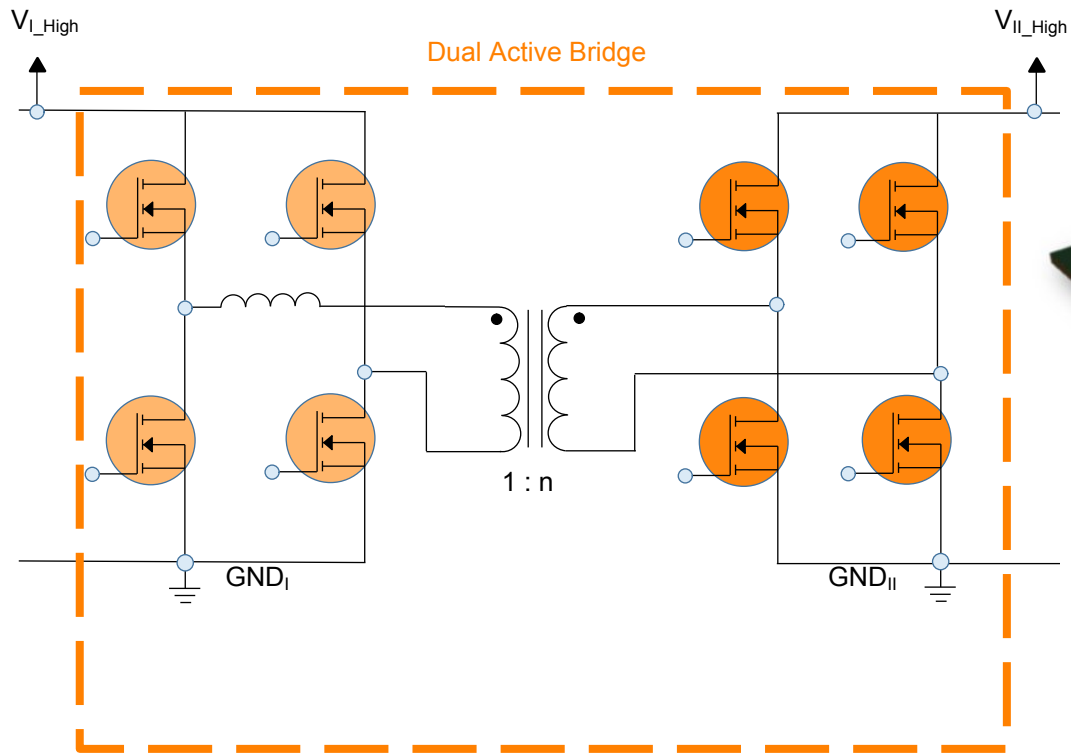 V_I_High
V_II_High
Dual Active Bridge
1 : n
GND_I
GND_II